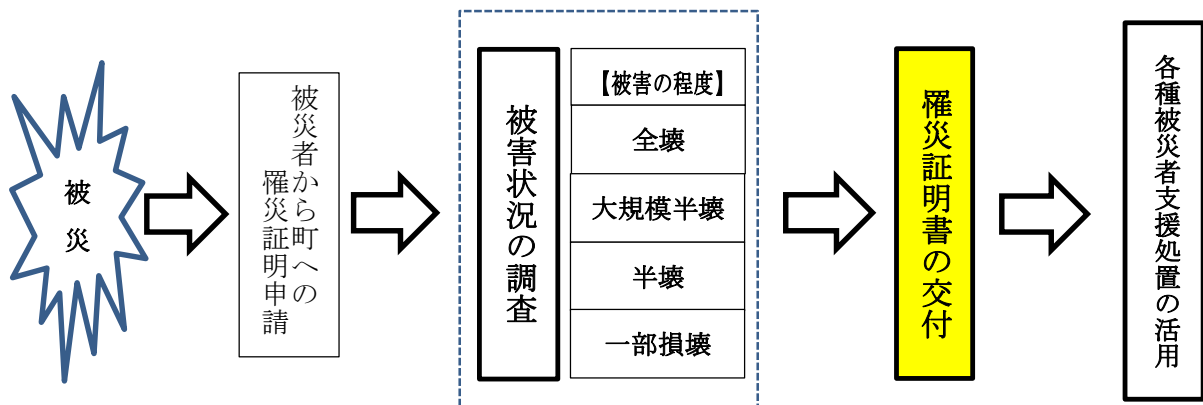 被災
被災者から町への
罹災証明申請
被害状況の調査
【被害の程度】
全壊
大規模半壊
半壊
一部損壊
罹災証明書の交付
各種被災者支援処置の活用